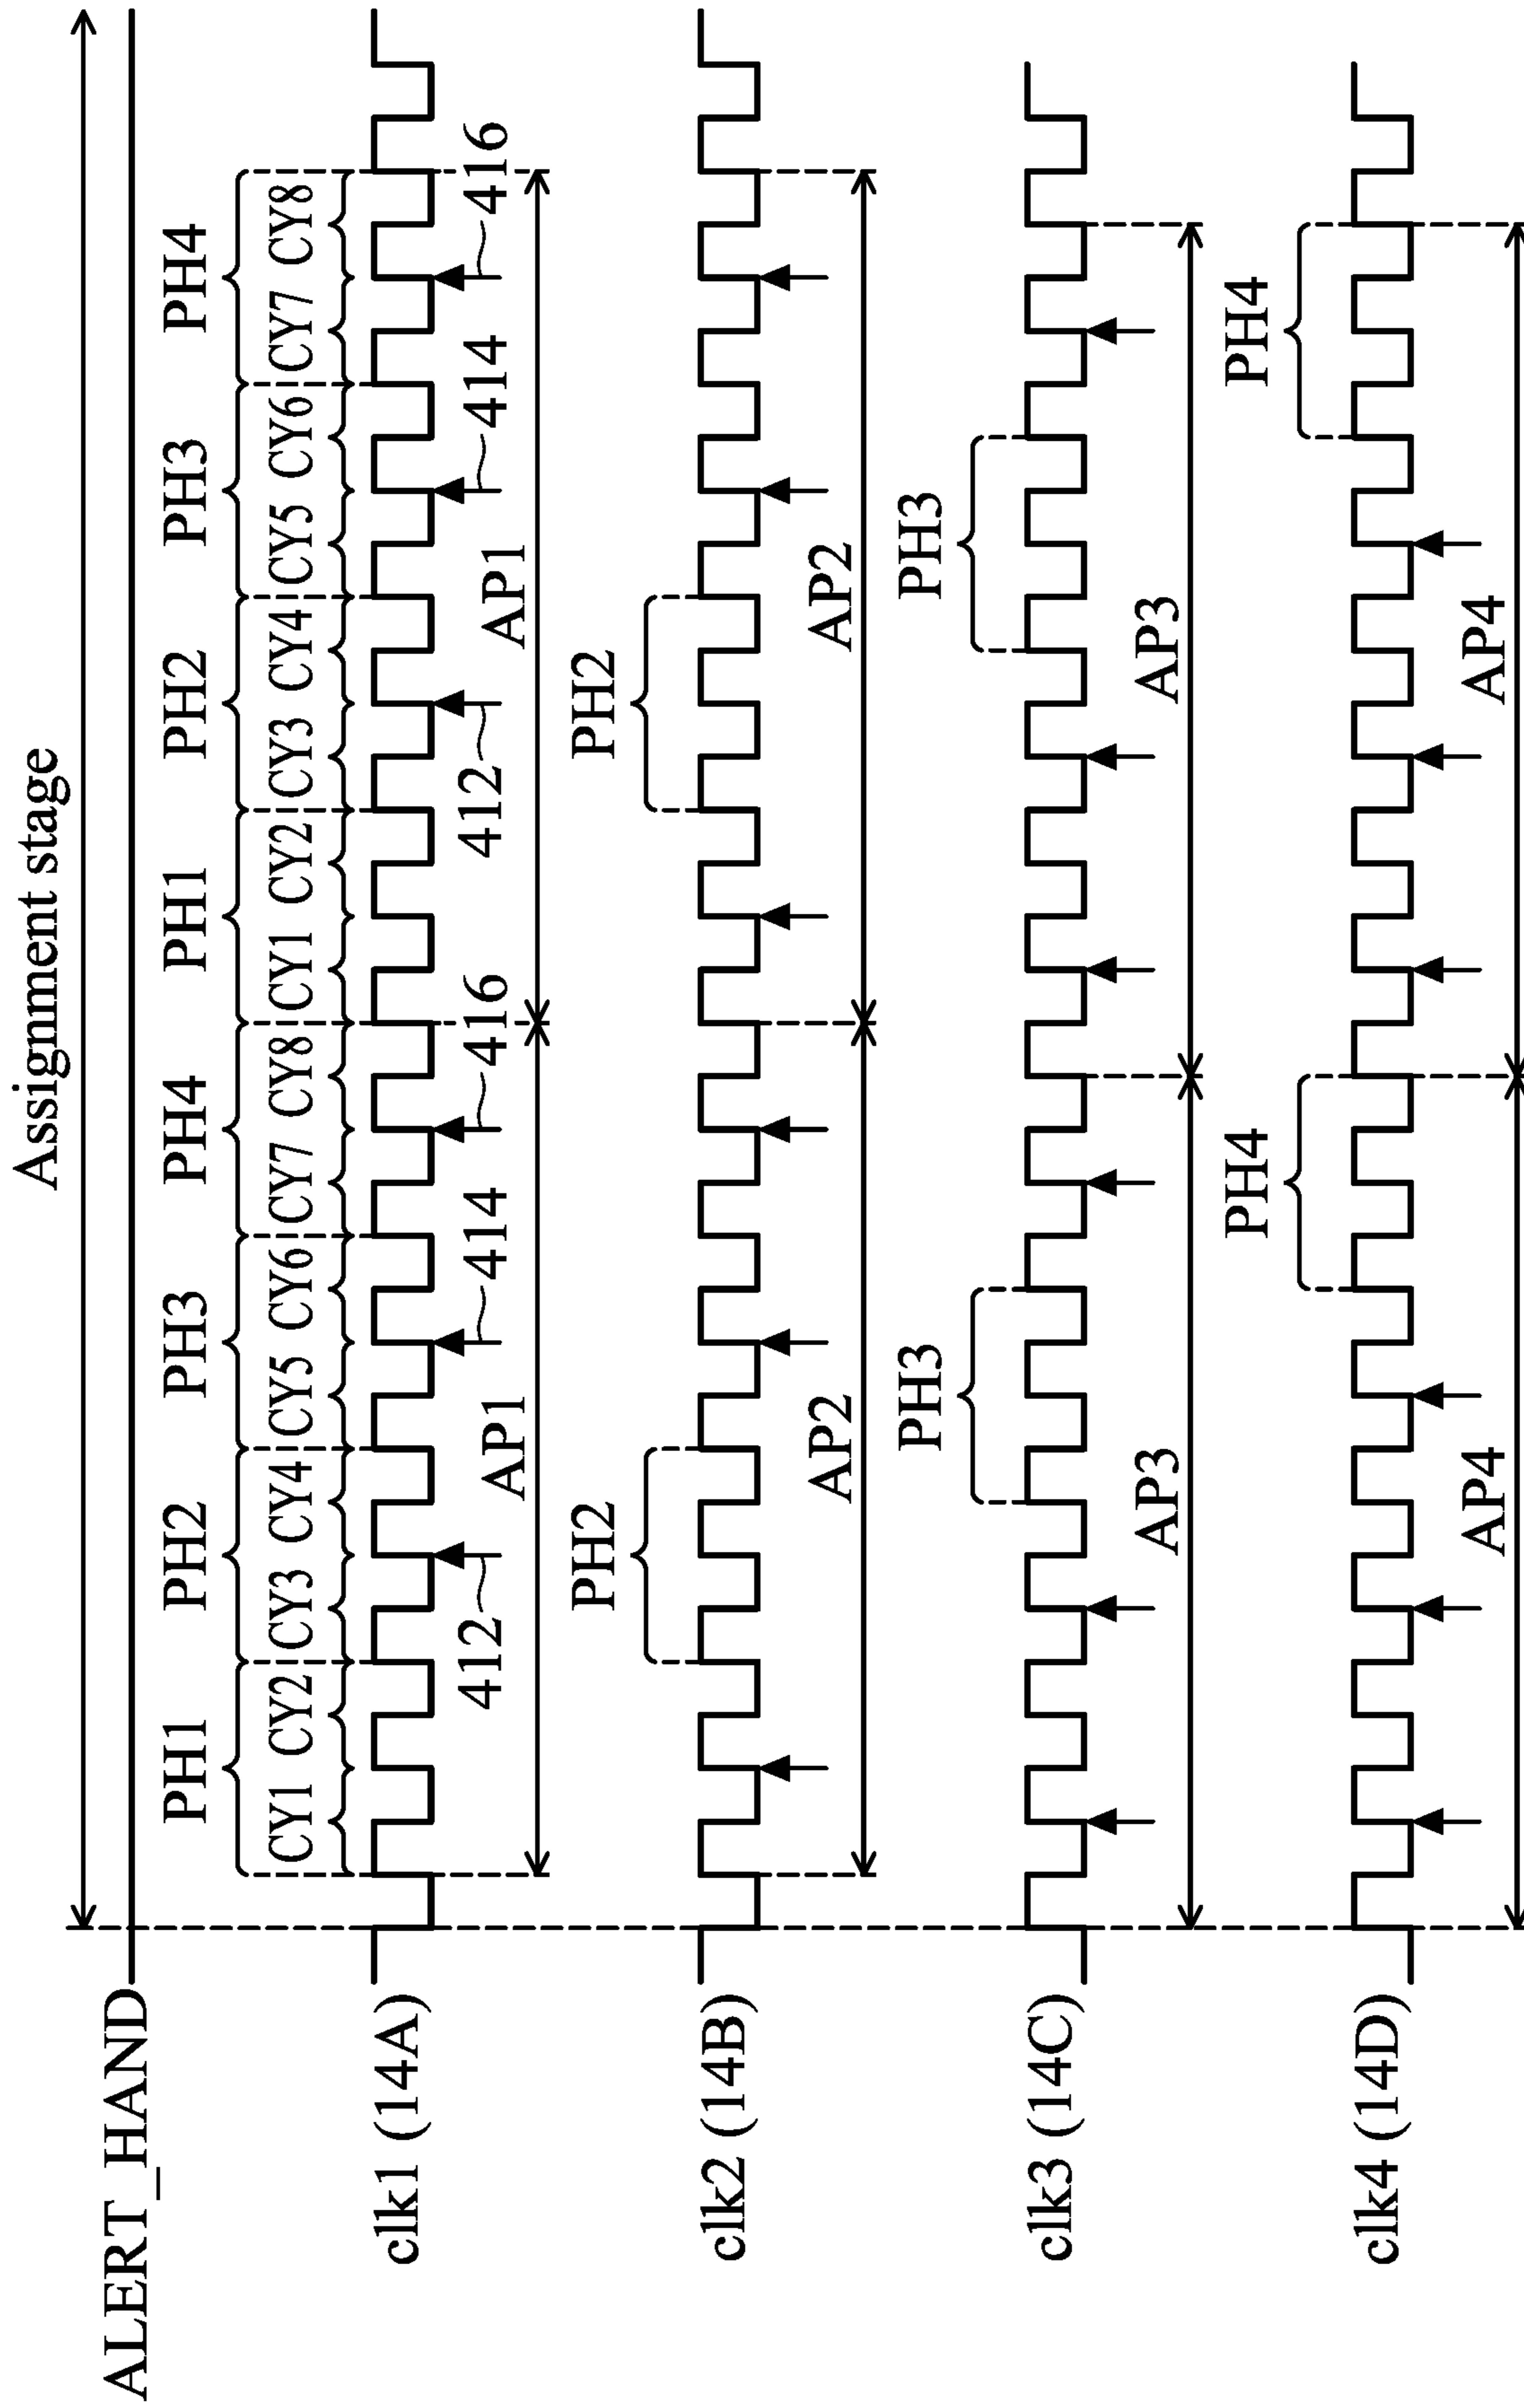 Assignment stage
ALERT_HAND
PH1 PH2 PH3 PH4 PH1 PH2 PH3 PH4
CY1 CY2 CY3 CY4 CY5 CY6 CY7 CY8 CY1 CY2 CY3 CY4 CY5 CY6 CY7 CY8
clk1 (14A)
412 414 416 412 414 416
AP1 AP1
PH2 PH2
clk2 (14B)
AP2 AP2
PH3 PH3
clk3 (14C)
AP3 AP3
PH4 PH4
clk4 (14D)
AP4 AP4